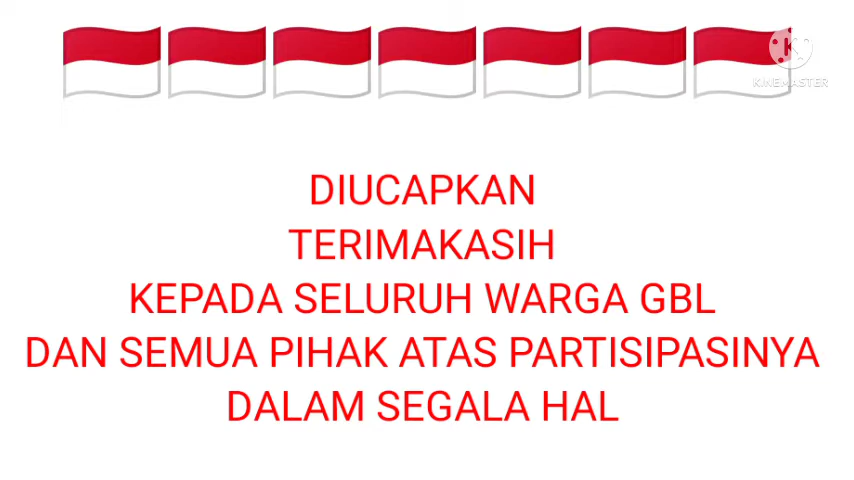 KINEMASTER
DIUCAPKAN
TERIMAKASIH
KEPADA SELURUH WARGA GBL
DAN SEMUA PIHAK ATAS PARTISIPASINYA
DALAM SEGALA HAL